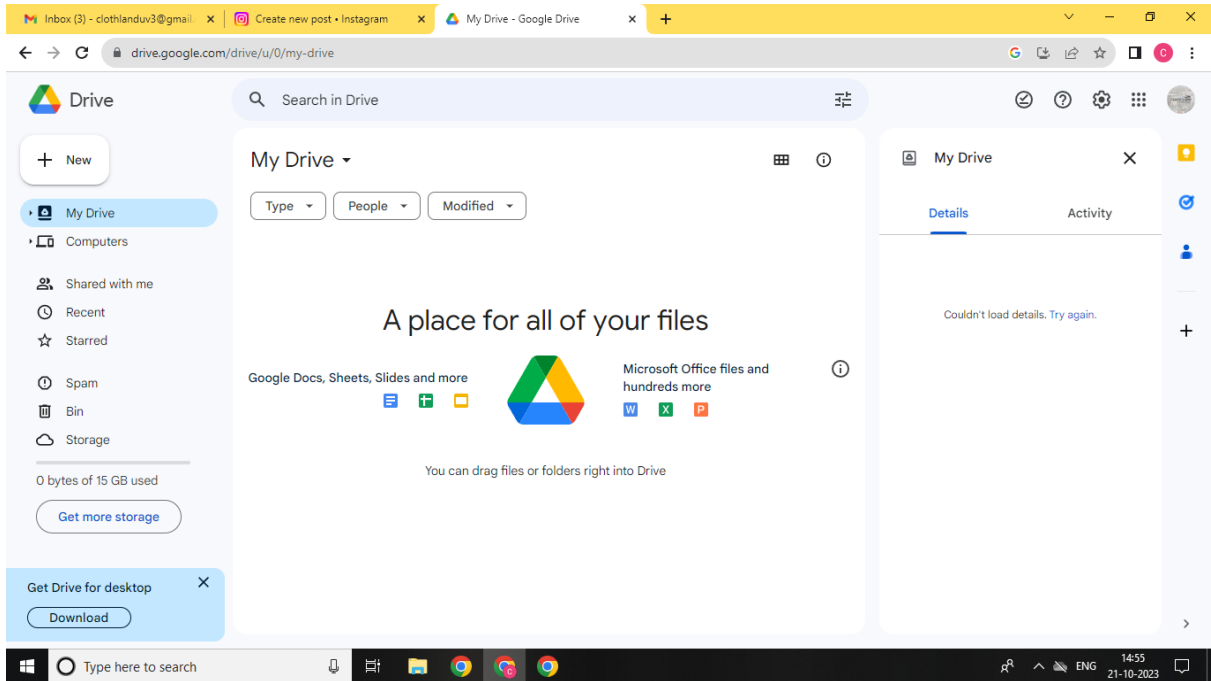 Inbox (3) - clothlanduv3@gmail.
Create new post • Instagram
My Drive - Google Drive
drive.google.com/drive/u/0/my-drive
G
C
Drive
Search in Drive
New
My Drive
Computers
Shared with me
Recent
Starred
Spam
Bin
Storage
0 bytes of 15 GB used
Get more storage
Get Drive for desktop
Download
My Drive
Type
People
Modified
A place for all of your files
Google Docs, Sheets, Slides and more
Microsoft Office files and
hundreds more
W X P
You can drag files or folders right into Drive
My Drive
Details Activity
Couldn't load details. Try again.
Type here to search
ENG
14:55
21-10-2023